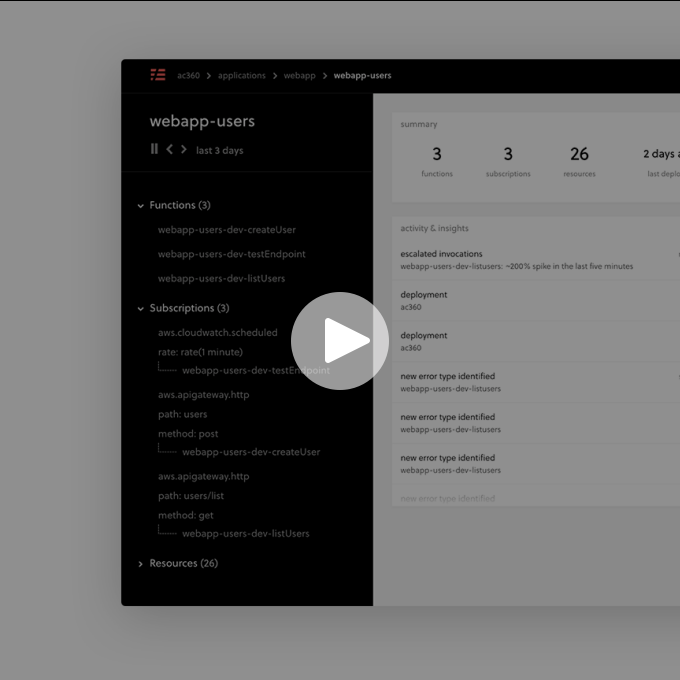 ac360 > applications > webapp > webapp-users
webapp-users
last 3 days
Functions (3)
webapp-users-dev-createUser
webapp-users-dev-testEndpoint
webapp-users-dev-listUsers
Subscriptions (3)
aws.cloudwatch.scheduled
rate: rate(1 minute)
webapp-users-dev-testEndpoint
aws.apigateway.http
path: users
method: post
webapp-users-dev-createUser
aws.apigateway.http
path: users/list
method: get
webapp-users-dev-listUsers
Resources (26)
summary
3 3 26 2 days
functions subscriptions resources last
activity & insights
escalated invocations
webapp-users-dev-listusers: ~200% spike in the last five minutes
deployment
ac360
deployment
ac360
new error type identified
webapp-users-dev-listusers
new error type identified
webapp-users-dev-listusers
new error type identified
webapp-users-dev-listusers
new error type identified